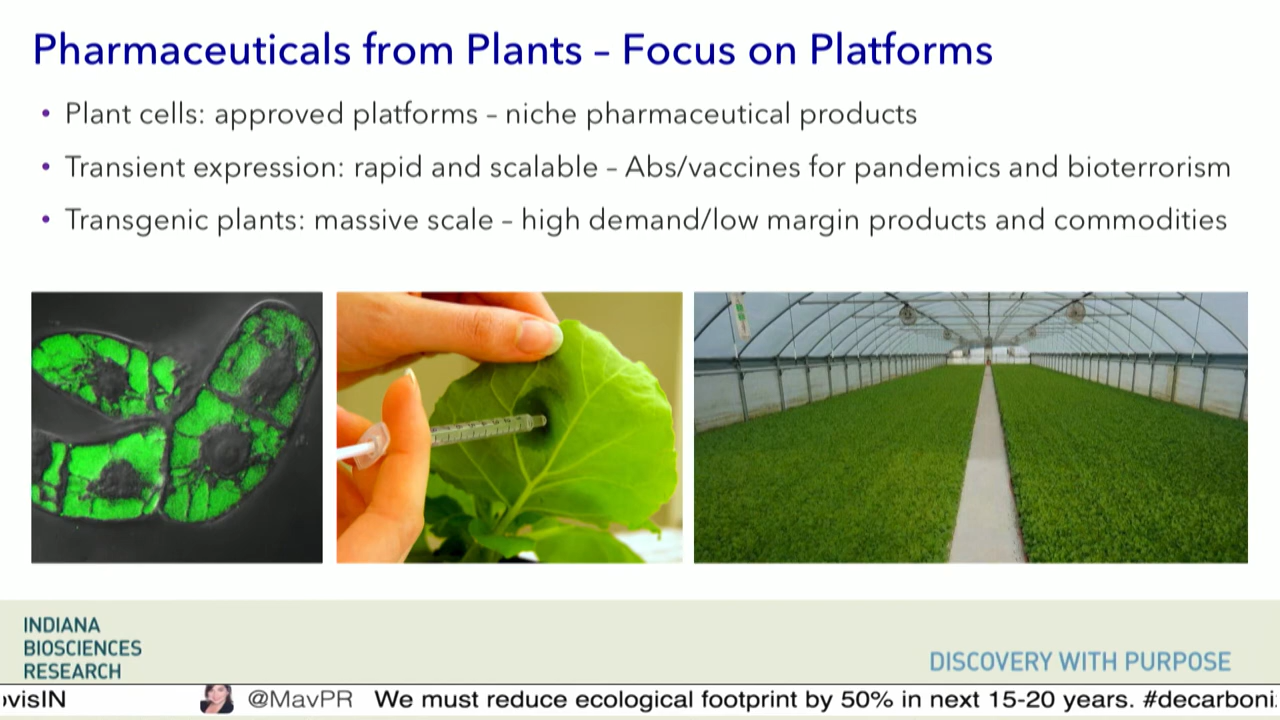 Pharmaceuticals from Plants – Focus on Platforms
• Plant cells: approved platforms – niche pharmaceutical products
• Transient expression: rapid and scalable – Abs/vaccines for pandemics and bioterrorism
• Transgenic plants: massive scale – high demand/low margin products and commodities
INDIANA
BIOSCIENCES
RESEARCH
DISCOVERY WITH PURPOSE
@MavPR We must reduce ecological footprint by 50% in next 15-20 years.